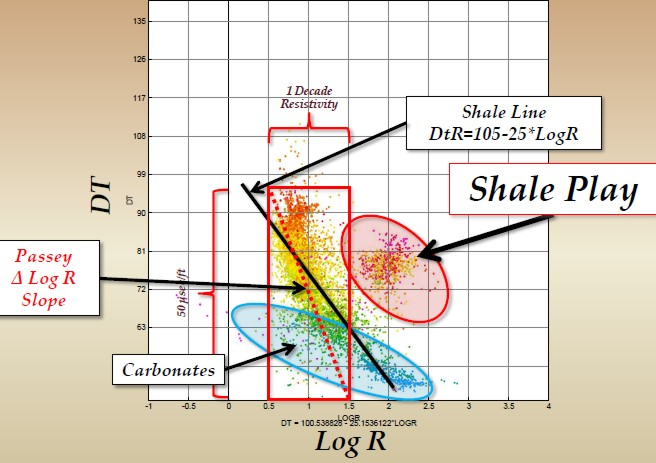 135
126
117
108
99
90
81
72
63
DT
DT
1 Decade
Resistivity
Shale Line
DtR=105-25*LogR
Shale Play
Passey
Δ Log R
Slope
50 μsec/ft
Carbonates
-1 -0.5 0 0.5 1 1.5 2 2.5 3 3.5 4
LOGR
DT = 100.538828 - 25.1536122*LOGR
Log R